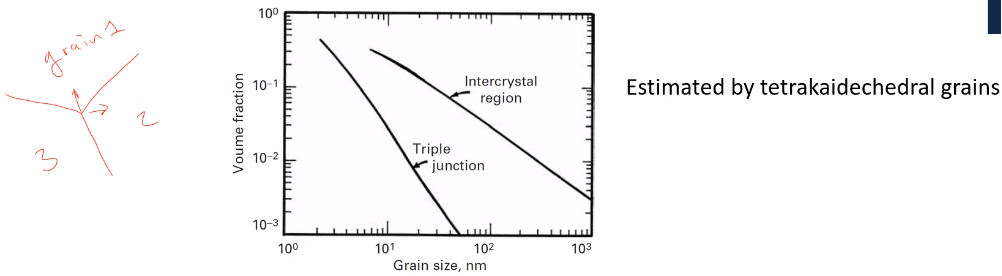 grain 1
2
3
Voume fraction
10⁰
10⁻¹
10⁻²
10⁻³
Intercrystal
region
Triple
junction
10⁰
10¹
10²
10³
Grain size, nm
Estimated by tetrakaidechedral grains